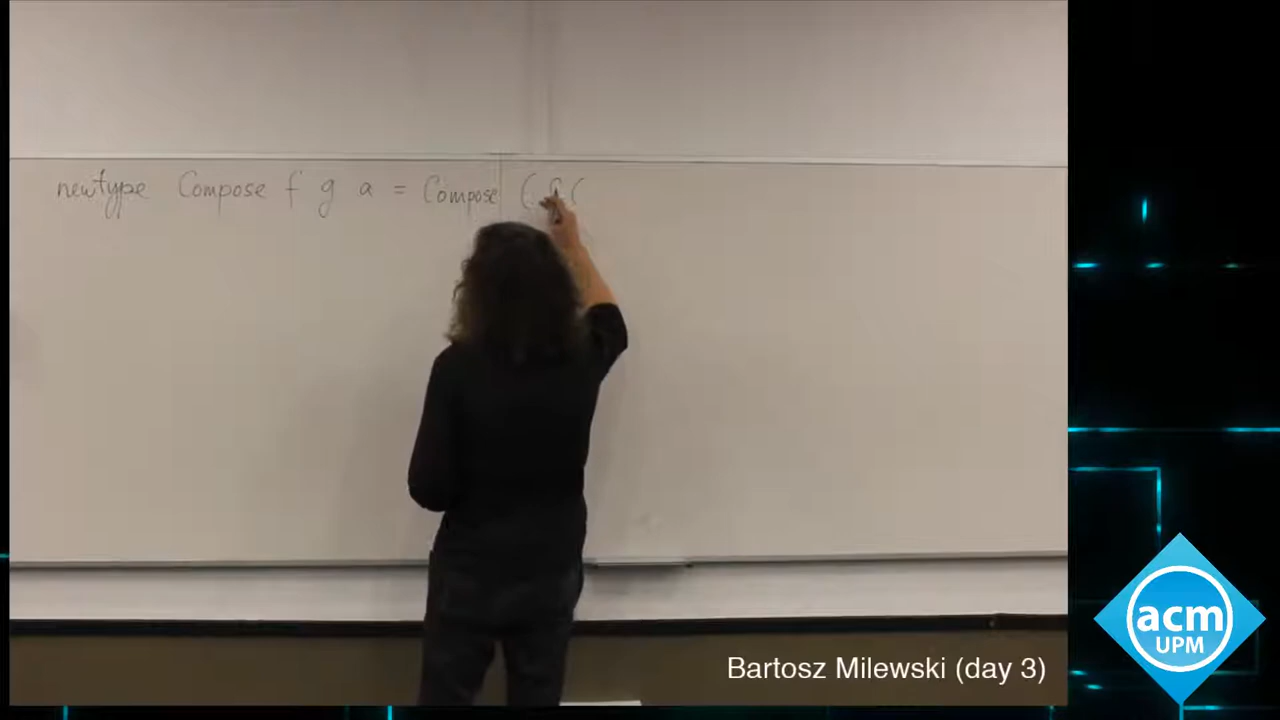 newtype Compose f g a = Compose ( f (
acm
UPM
Bartosz Milewski (day 3)